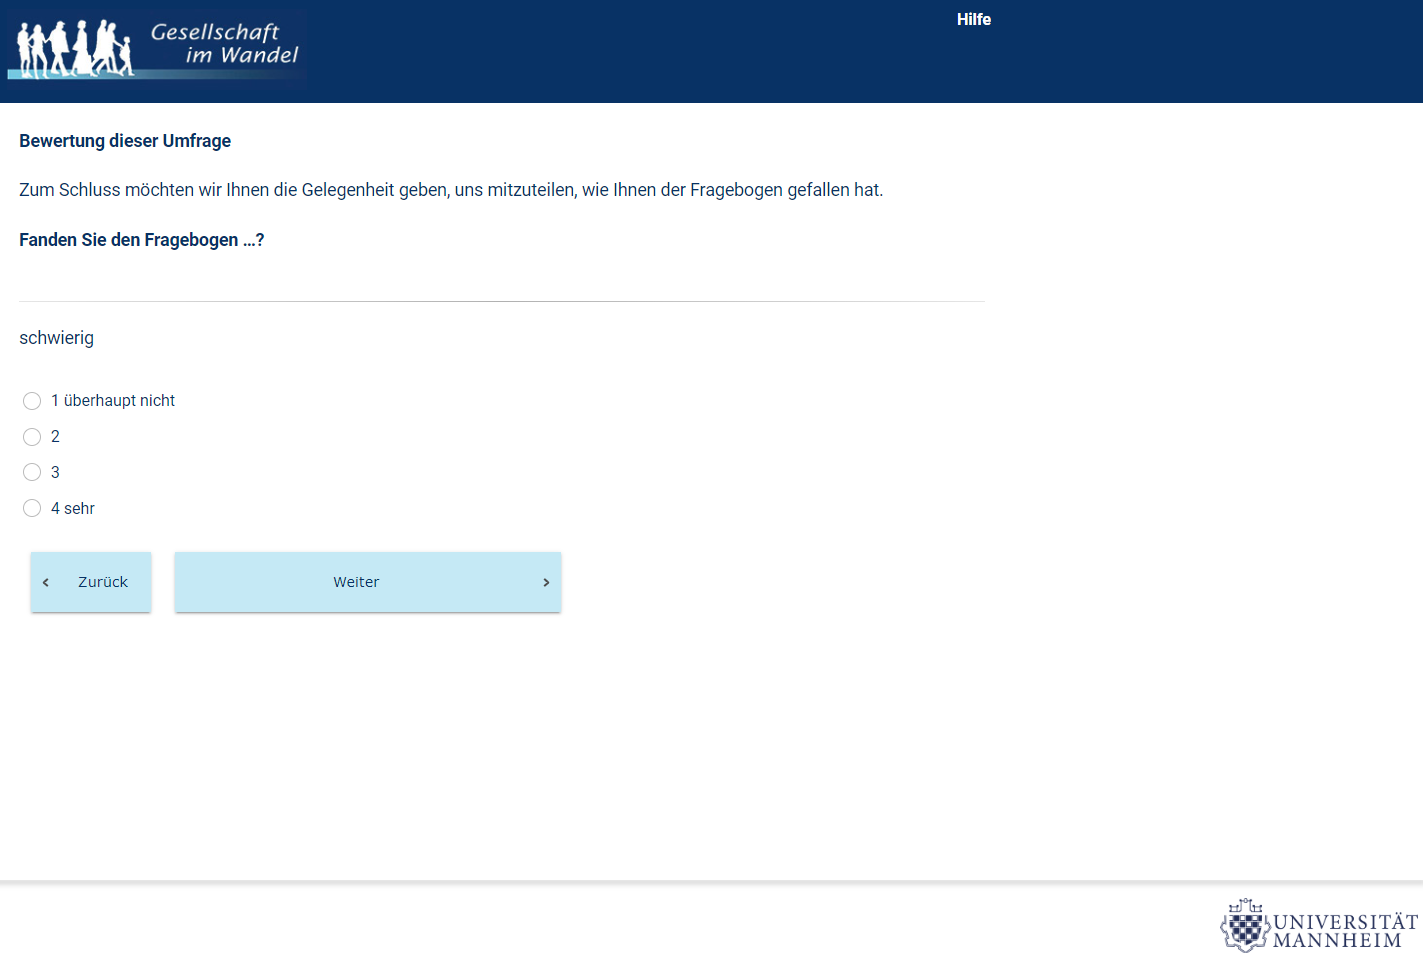 Gesellschaft
im Wandel
Hilfe
Bewertung dieser Umfrage
Zum Schluss möchten wir Ihnen die Gelegenheit geben, uns mitzuteilen, wie Ihnen der Fragebogen gefallen hat.
Fanden Sie den Fragebogen ...?
schwierig
1 überhaupt nicht
2
3
4 sehr
Zurück
Weiter
UNIVERSITÄT
MANNHEIM